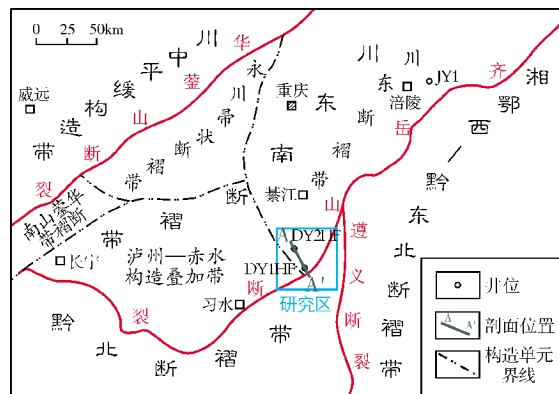 0 25 50km
川中平缓构造带
华蓥山断裂
永川帚状断褶带
川东南断褶带
川东断褶带
齐岳山断裂
湘鄂西—黔东北断褶带
遵义断裂
黔北断褶带
南山蓥华
带褶断
泸州—赤水
构造叠加带
威远
重庆
涪陵
JY1
綦江
长宁
习水
A
DY2HF
DY1HF
A'
研究区
井位
A A' 剖面位置
构造单元
界线